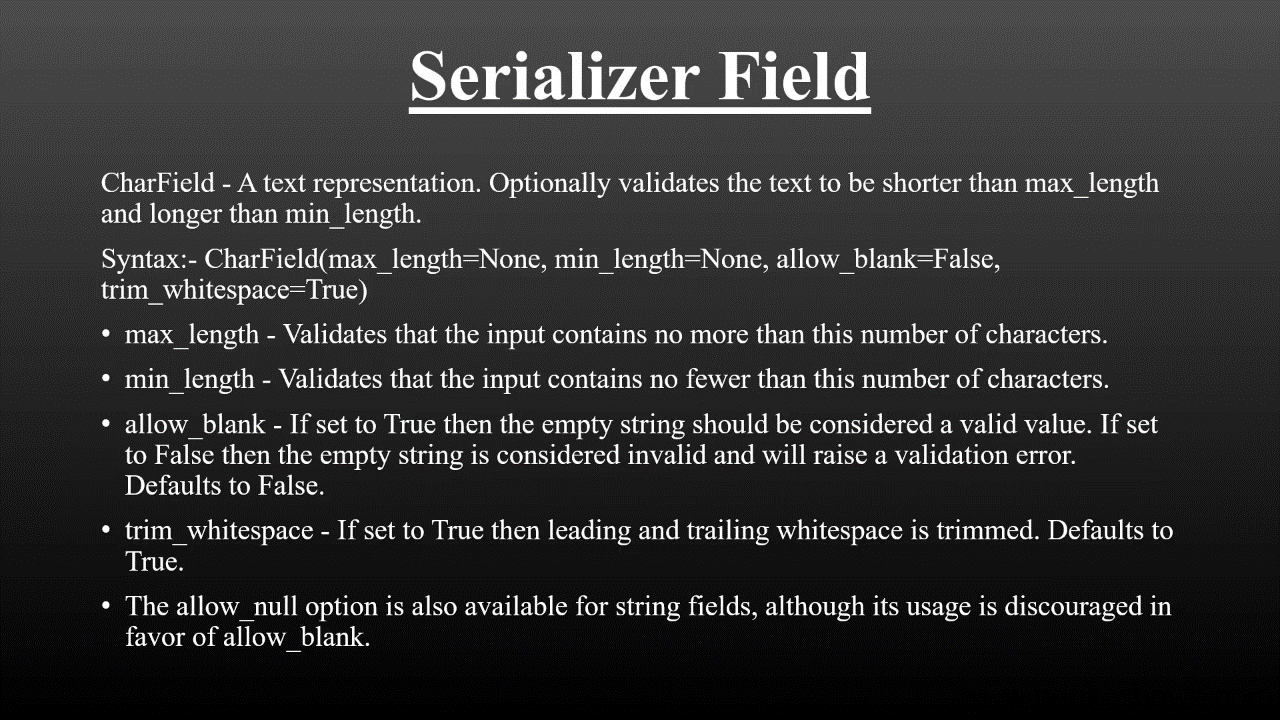 Serializer Field
CharField - A text representation. Optionally validates the text to be shorter than max_length
and longer than min_length.
Syntax:- CharField(max_length=None, min_length=None, allow_blank=False,
trim_whitespace=True)
• max_length - Validates that the input contains no more than this number of characters.
• min_length - Validates that the input contains no fewer than this number of characters.
• allow_blank - If set to True then the empty string should be considered a valid value. If set
to False then the empty string is considered invalid and will raise a validation error.
Defaults to False.
• trim_whitespace - If set to True then leading and trailing whitespace is trimmed. Defaults to
True.
• The allow_null option is also available for string fields, although its usage is discouraged in
favor of allow_blank.